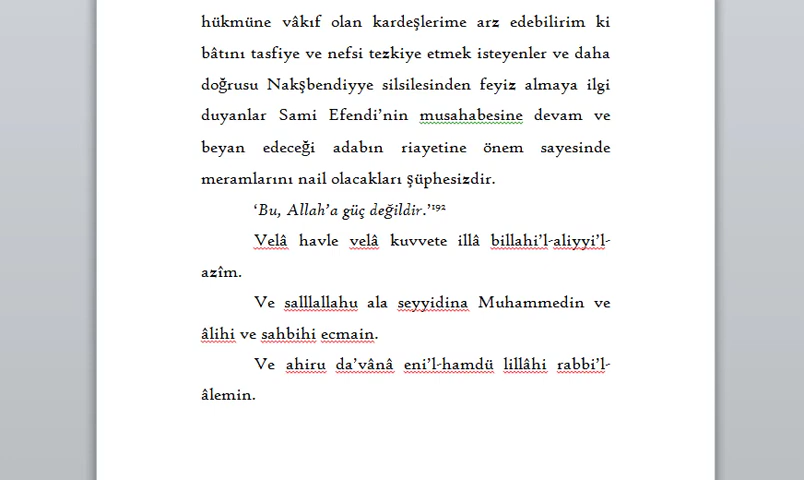 hükmüne vâkıf olan kardeşlerime arz edebilirim ki
bâtını tasfiye ve nefsi tezkiye etmek isteyenler ve daha
doğrusu Nakşbendiyye silsilesinden feyiz almaya ilgi
duyanlar Sami Efendi’nin musahabesine devam ve
beyan edeceği adabın riayetine önem sayesinde
meramlarını nail olacakları şüphesizdir.
‘Bu, Allah’a güç değildir.’¹⁹²
Velâ havle velâ kuvvete illâ billahi’l-aliyyi’l-
azîm.
Ve salllallahu ala seyyidina Muhammedin ve
âlihi ve sahbihi ecmain.
Ve ahiru da’vânâ eni’l-hamdü lillâhi rabbi’l-
âlemin.